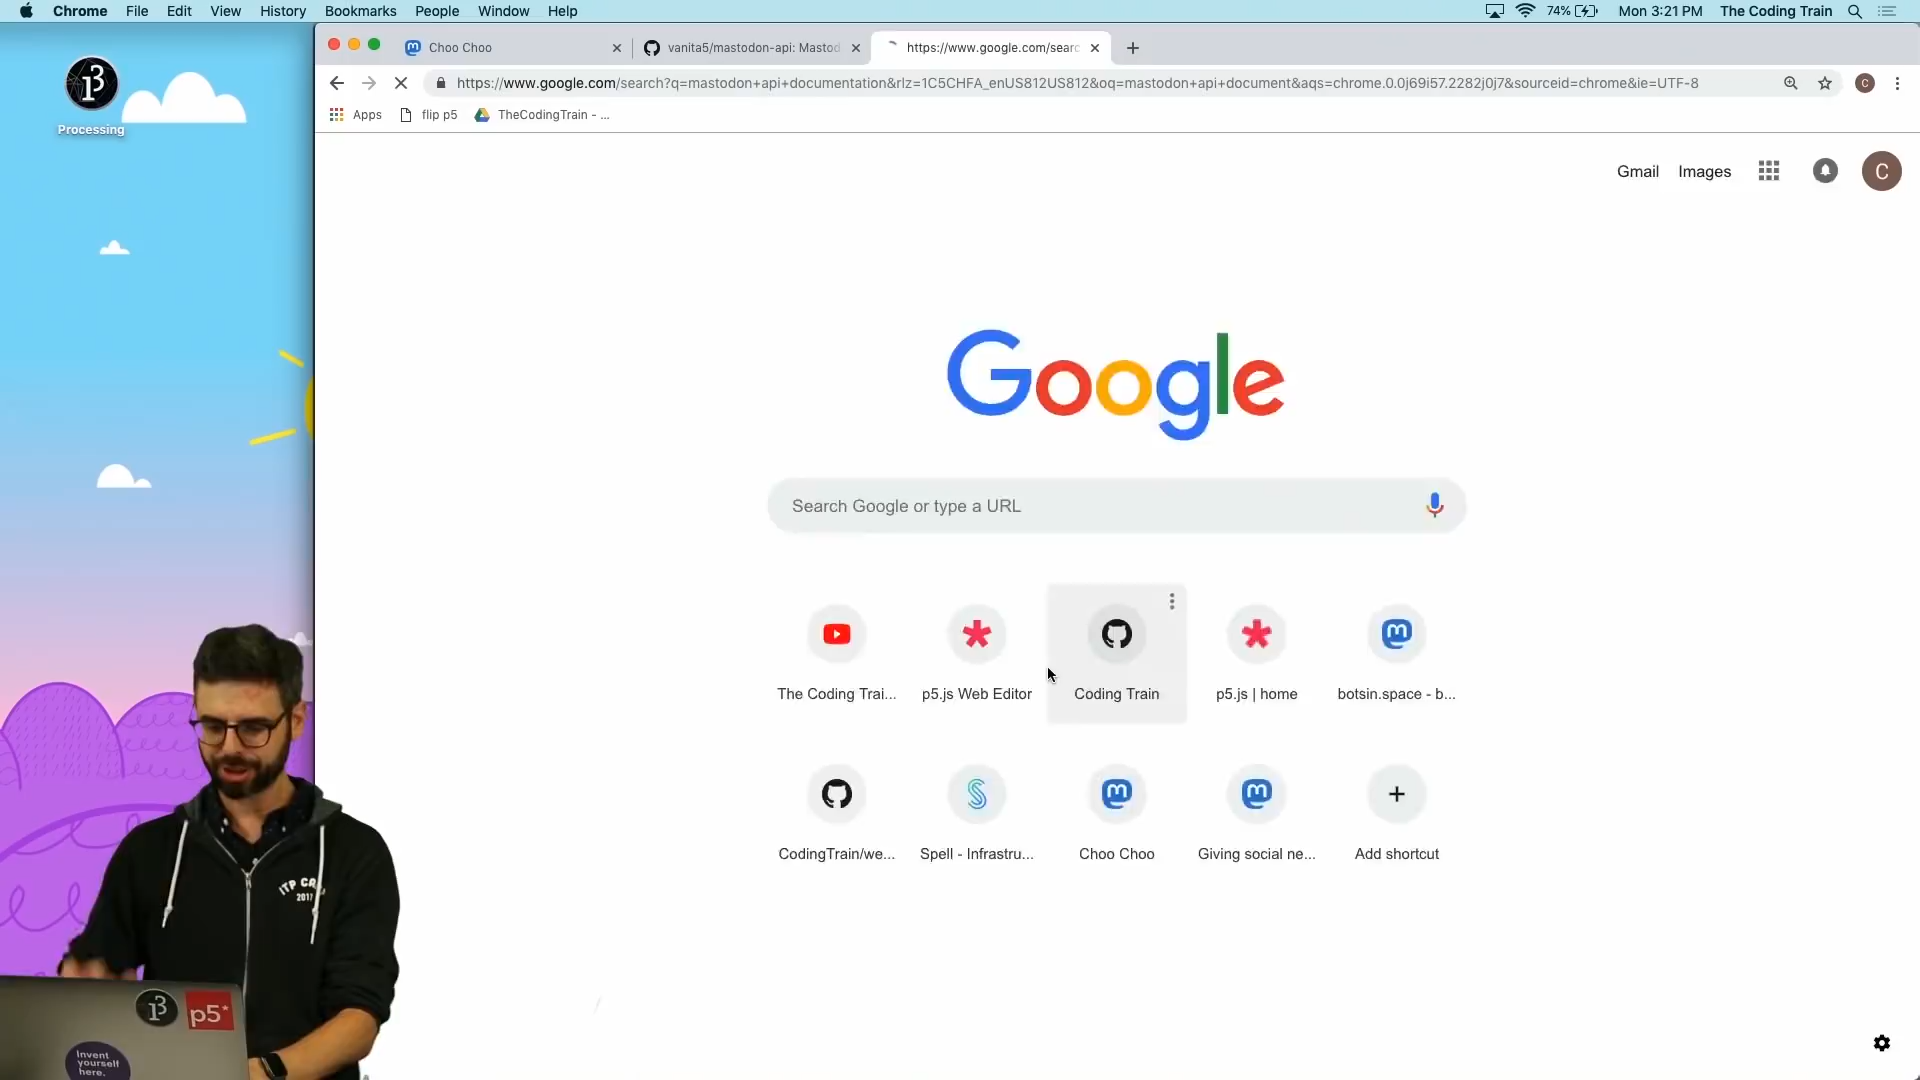 Chrome File Edit View History Bookmarks People Window Help
74% Mon 3:21 PM The Coding Train
Choo Choo
vanita5/mastodon-api: Mastod
https://www.google.com/searc
https://www.google.com/search?q=mastodon+api+documentation&rlz=1C5CHFA_enUS812US812&oq=mastodon+api+document&aqs=chrome.0.0j69i57.2282j0j7&sourceid=chrome&ie=UTF-8
Apps flip p5 TheCodingTrain - ...
Processing
Gmail Images C
Google
Search Google or type a URL
The Coding Trai... p5.js Web Editor Coding Train p5.js | home botsin.space - b...
CodingTrain/we... Spell - Infrastru... Choo Choo Giving social ne... Add shortcut
ITP
2017
p5*
Invent
yourself
here.